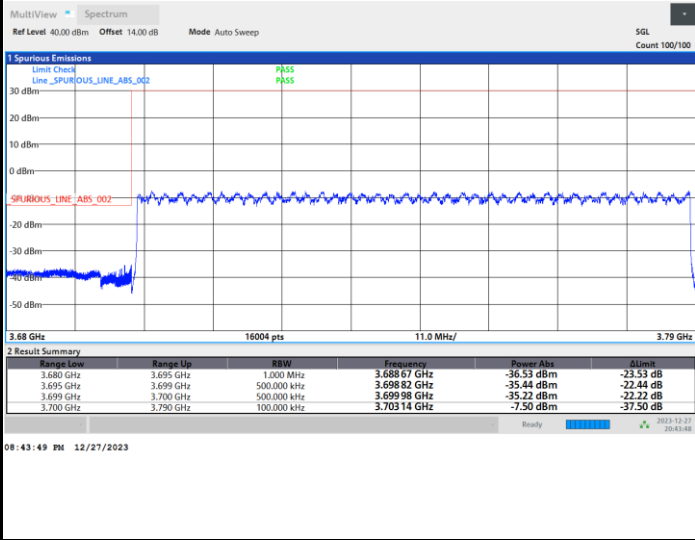 MultiView Spectrum
Ref Level 40.00 dBm Offset 14.00 dB Mode Auto Sweep SGL
Count 100/100
1 Spurious Emissions
Limit Check PASS
Line _SPURIOUS_LINE_ABS_002 PASS
30 dBm
20 dBm
10 dBm
0 dBm
_SPURIOUS_LINE_ABS_002
-20 dBm
-30 dBm
-40 dBm
-50 dBm
3.68 GHz 16004 pts 11.0 MHz/ 3.79 GHz
2 Result Summary
Range Low Range Up RBW Frequency Power Abs ΔLimit
3.680 GHz 3.695 GHz 1.000 MHz 3.688 67 GHz -36.53 dBm -23.53 dB
3.695 GHz 3.699 GHz 500.000 kHz 3.698 82 GHz -35.44 dBm -22.44 dB
3.699 GHz 3.700 GHz 500.000 kHz 3.699 98 GHz -35.22 dBm -22.22 dB
3.700 GHz 3.790 GHz 100.000 kHz 3.703 14 GHz -7.50 dBm -37.50 dB
Ready 2023-12-27
20:43:48
08:43:49 PM 12/27/2023